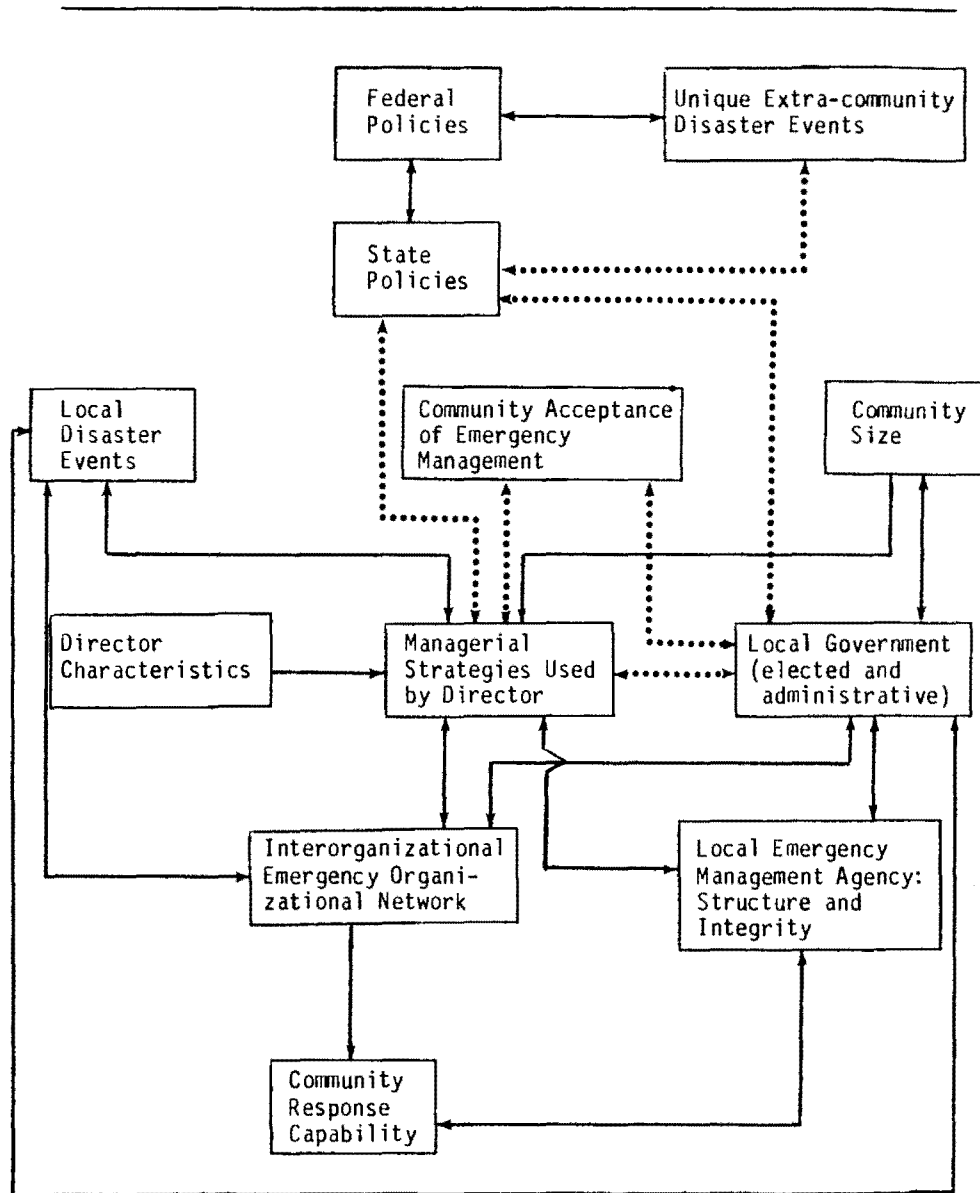 Federal
Policies
Unique Extra-community
Disaster Events
State
Policies
Local
Disaster
Events
Community Acceptance
of Emergency
Management
Community
Size
Director
Characteristics
Managerial
Strategies Used
by Director
Local Government
(elected and
administrative)
Interorganizational
Emergency Organi-
zational Network
Local Emergency
Management Agency:
Structure and
Integrity
Community
Response
Capability